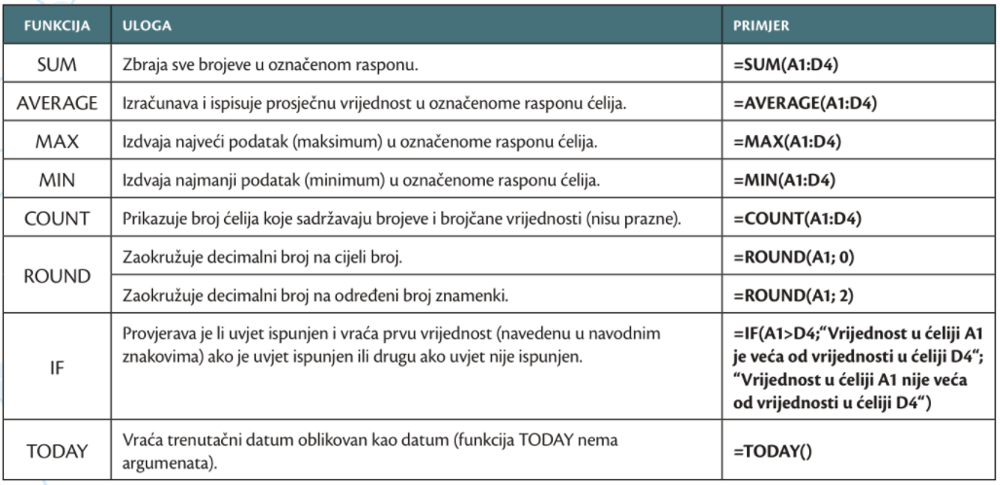 FUNKCIJA ULOGA PRIMJER
SUM Zbraja sve brojeve u označenom rasponu. =SUM(A1:D4)
AVERAGE Izračunava i ispisuje prosječnu vrijednost u označenome rasponu ćelija. =AVERAGE(A1:D4)
MAX Izdvaja najveći podatak (maksimum) u označenome rasponu ćelija. =MAX(A1:D4)
MIN Izdvaja najmanji podatak (minimum) u označenome rasponu ćelija. =MIN(A1:D4)
COUNT Prikazuje broj ćelija koje sadržavaju brojeve i brojčane vrijednosti (nisu prazne). =COUNT(A1:D4)
ROUND
Zaokružuje decimalni broj na cijeli broj. =ROUND(A1; 0)
Zaokružuje decimalni broj na određeni broj znamenki. =ROUND(A1; 2)
IF
Provjerava je li uvjet ispunjen i vraća prvu vrijednost (navedenu u navodnim
znakovima) ako je uvjet ispunjen ili drugu ako uvjet nije ispunjen.
=IF(A1>D4;“Vrijednost u ćeliji A1
je veća od vrijednosti u ćeliji D4“;
“Vrijednost u ćeliji A1 nije veća
od vrijednosti u ćeliji D4“)
TODAY
Vraća trenutačni datum oblikovan kao datum (funkcija TODAY nema
argumenata).
=TODAY()